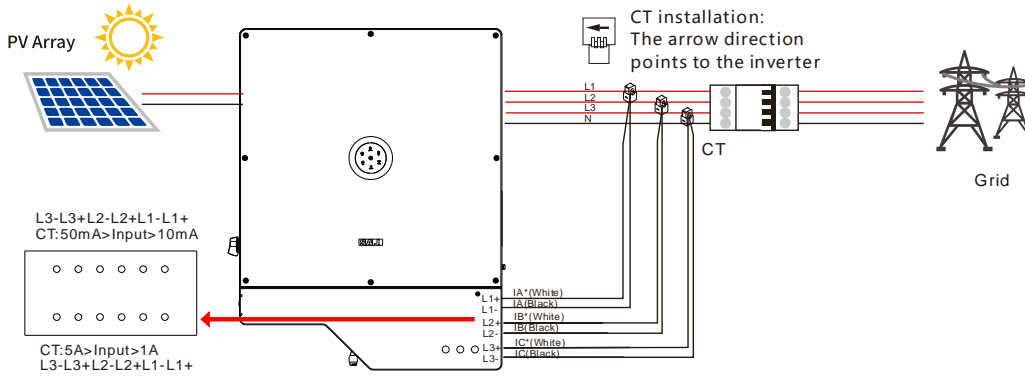 PV Array
CT installation:
The arrow direction
points to the inverter
L1
L2
L3
N
CT
Grid
SAJ
L3-L3+L2-L2+L1-L1+
CT:50mA>Input>10mA
CT:5A>Input>1A
L3-L3+L2-L2+L1-L1+
L1+
IA*(White)
L1-
IA(Black)
L2+
IB*(White)
L2-
IB(Black)
L3+
IC*(White)
L3-
IC(Black)